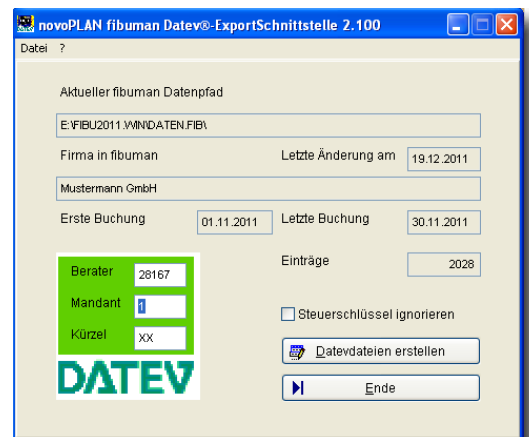 novoPLAN fibuman Datev®-ExportSchnittstelle 2.100
Datei ?
Aktueller fibuman Datenpfad
E:\FIBU2011.WIN\DATEN.FIB\
Firma in fibuman
Letzte Änderung am 19.12.2011
Mustermann GmbH
Erste Buchung 01.11.2011 Letzte Buchung 30.11.2011
Einträge 2028
Berater 28167
Mandant 1
Kürzel XX
DATEV
Steuerschlüssel ignorieren
Datevdateien erstellen
Ende